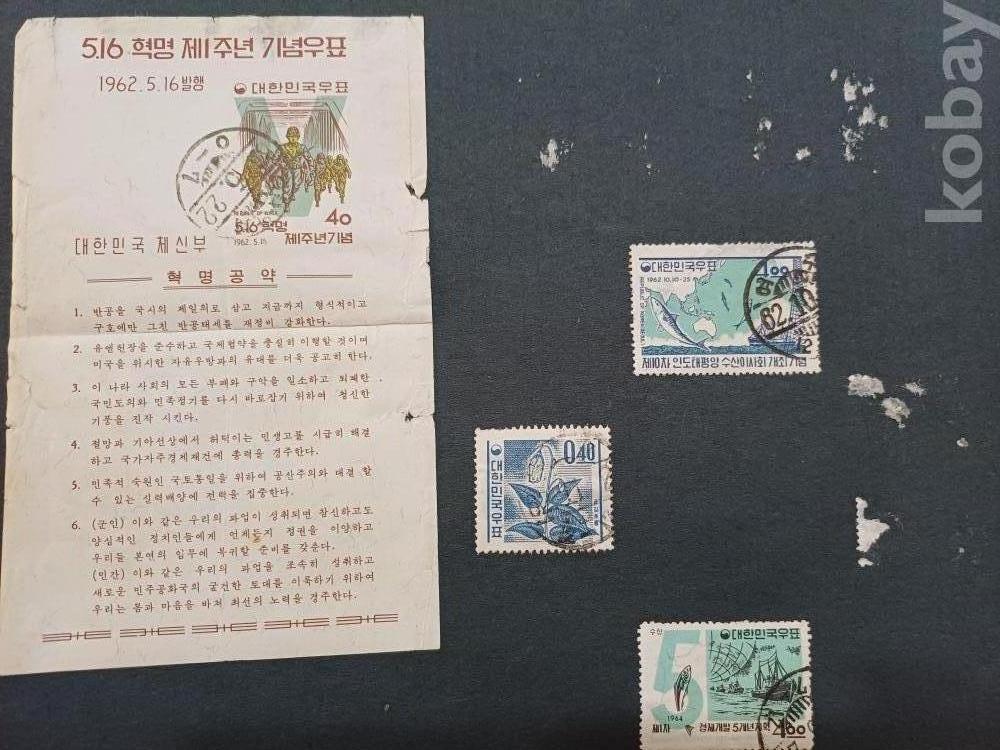 5.16 혁명 제1주년 기념우표
1962.5.16 발행
대한민국우표
REPUBLIC OF KOREA
40
5.16 혁명
1962.5.16
제1주년기념
대한민국 체신부
혁명공약
1. 반공을 국시의 제일의로 삼고 지금까지 형식적이고
구호에만 그친 반공태세를 재정비 강화한다.
2. 유엔헌장을 준수하고 국제협약을 충실히 이행할 것이며
미국을 위시한 자유우방과의 유대를 더욱 공고히 한다.
3. 이 나라 사회의 모든 부패와 구악을 일소하고 퇴폐한
국민도의와 민족정기를 다시 바로잡기 위하여 청신한
기풍을 진작 시킨다.
4. 절망과 기아선상에서 허덕이는 민생고를 시급히 해결
하고 국가자주경제재건에 총력을 경주한다.
5. 민족적 숙원인 국토통일을 위하여 공산주의와 대결 할
수 있는 실력배양에 전력을 집중한다.
6. (군인) 이와 같은 우리의 과업이 성취되면 참신하고도
양심적인 정치인들에게 언제든지 정권을 이양하고
우리들 본연의 임무에 복귀할 준비를 갖춘다.
(민간) 이와 같은 우리의 과업을 조속히 성취하고
새로운 민주공화국의 굳건한 토대를 이룩하기 위하여
우리는 몸과 마음을 바쳐 최선의 노력을 경주한다.
대한민국우표
1.00
1962.10.10-25
REPUBLIC OF KOREA
62.10
제10차 인도태평양 수산이사회 개최기념
대한민국우표
0.40
수산
대한민국우표
5
1964
제1차
경제개발 5개년계획
4.00
kobay